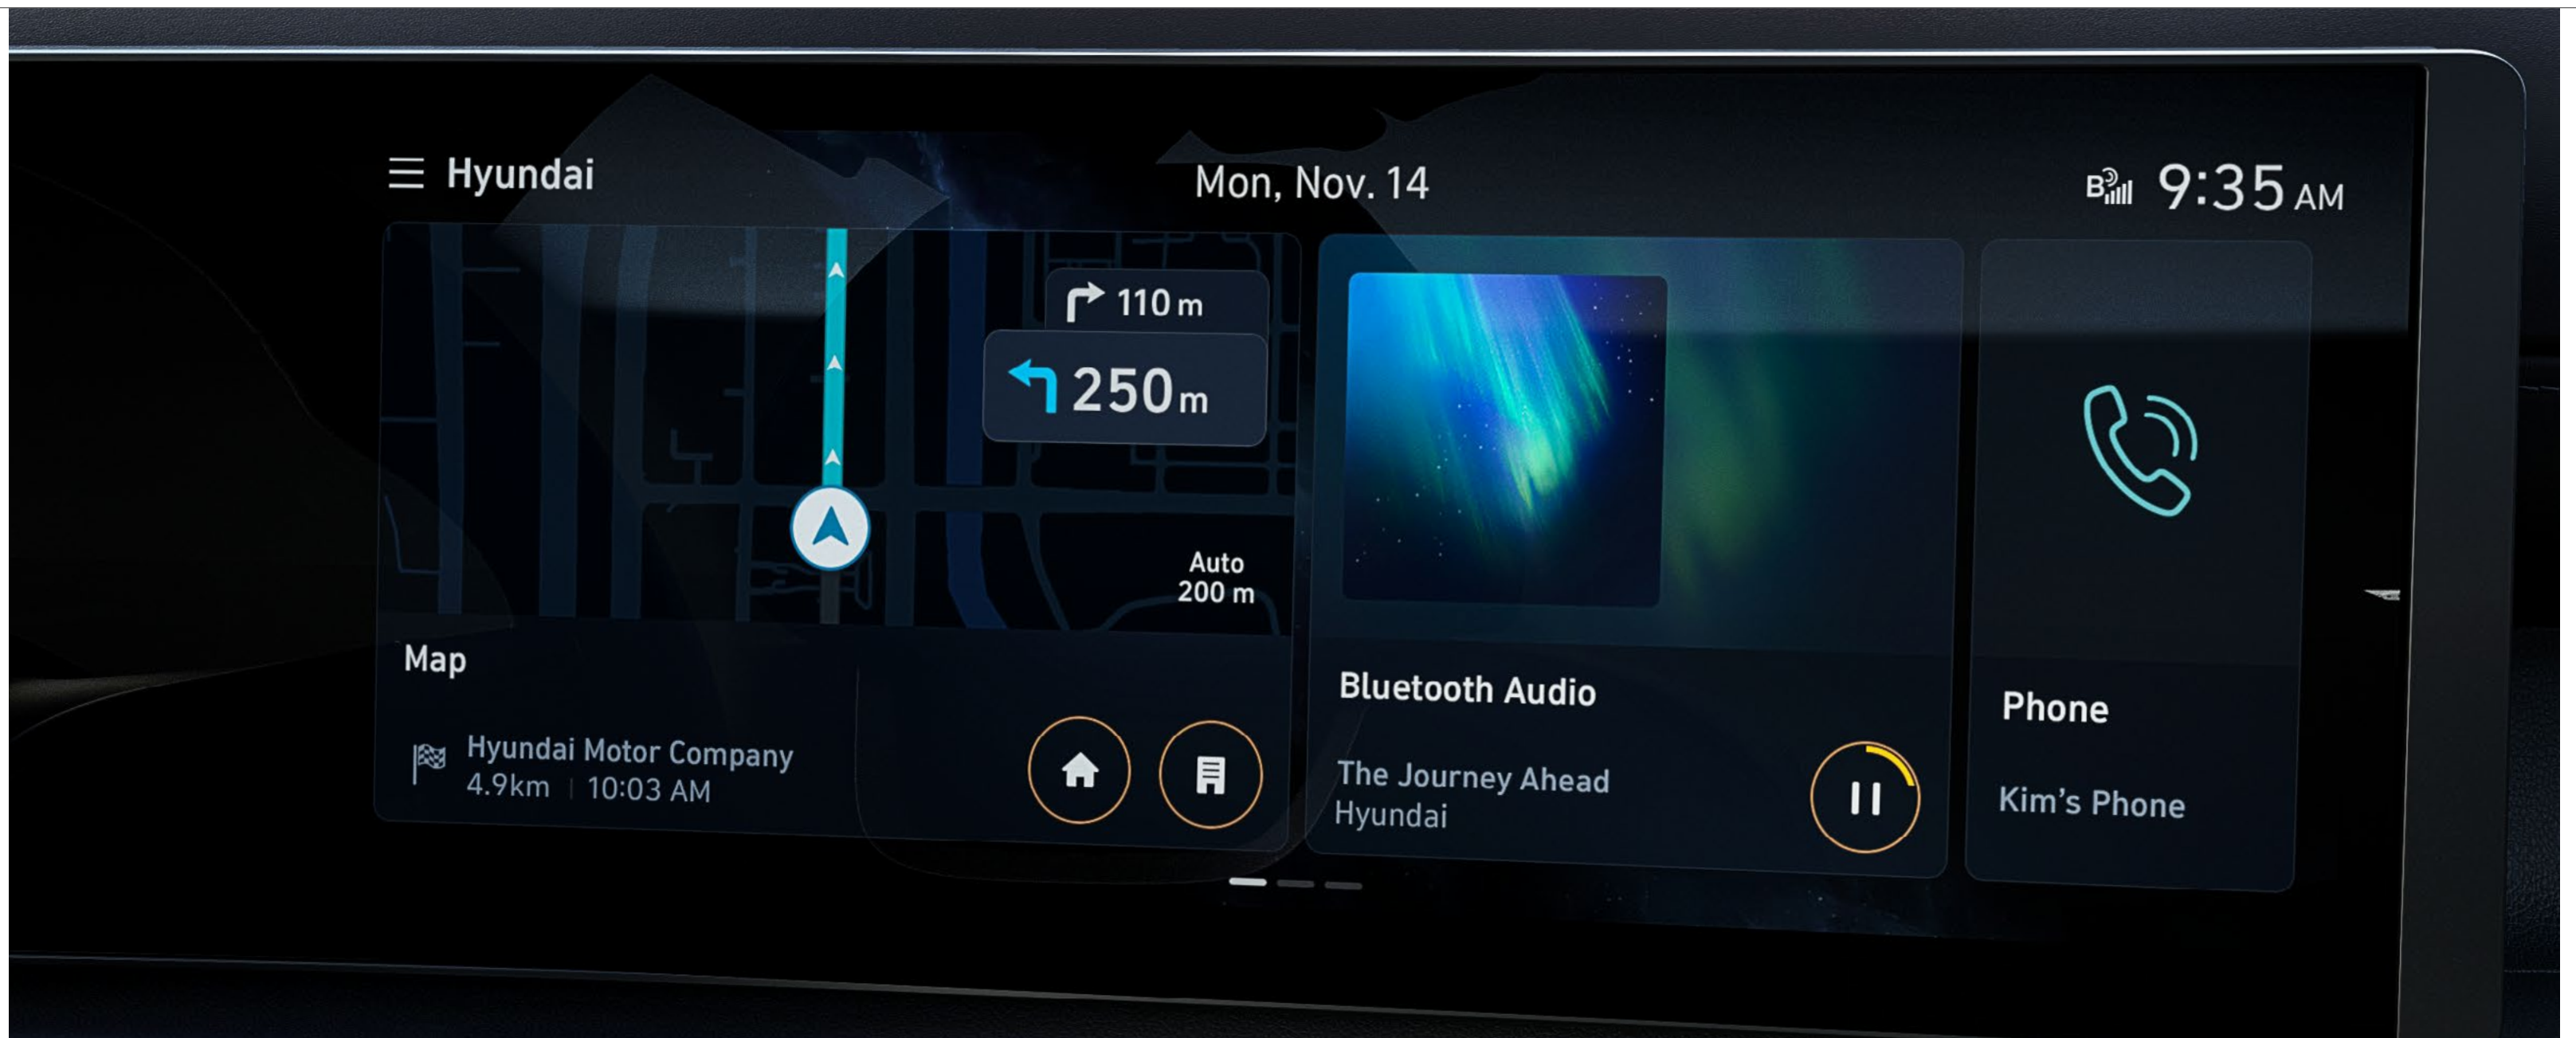 Hyundai
Mon, Nov. 14
B 9:35 AM
110 m
250 m
Auto
200 m
Map
Hyundai Motor Company
4.9km | 10:03 AM
Bluetooth Audio
The Journey Ahead
Hyundai
Phone
Kim's Phone